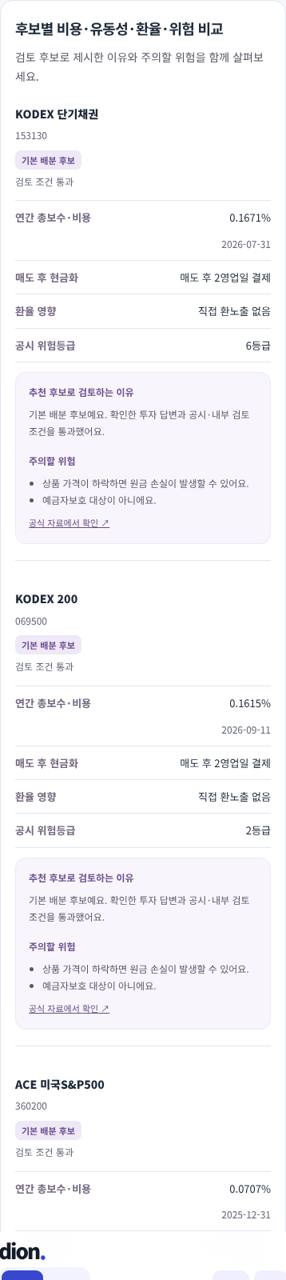 후보별 비용·유동성·환율·위험 비교
검토 후보로 제시한 이유와 주의할 위험을 함께 살펴보
세요.
KODEX 단기채권
153130
기본 배분 후보
검토 조건 통과
연간 총보수·비용 0.1671%
2026-07-31
매도 후 현금화 매도 후 2영업일 결제
환율 영향 직접 환노출 없음
공시 위험등급 6등급
추천 후보로 검토하는 이유
기본 배분 후보예요. 확인한 투자 답변과 공시·내부 검토
조건을 통과했어요.
주의할 위험
• 상품 가격이 하락하면 원금 손실이 발생할 수 있어요.
• 예금자보호 대상이 아니에요.
공식 자료에서 확인 ↗
KODEX 200
069500
기본 배분 후보
검토 조건 통과
연간 총보수·비용 0.1615%
2026-09-11
매도 후 현금화 매도 후 2영업일 결제
환율 영향 직접 환노출 없음
공시 위험등급 2등급
추천 후보로 검토하는 이유
기본 배분 후보예요. 확인한 투자 답변과 공시·내부 검토
조건을 통과했어요.
주의할 위험
• 상품 가격이 하락하면 원금 손실이 발생할 수 있어요.
• 예금자보호 대상이 아니에요.
공식 자료에서 확인 ↗
ACE 미국S&P500
360200
기본 배분 후보
검토 조건 통과
연간 총보수·비용 0.0707%
2025-12-31
dion.